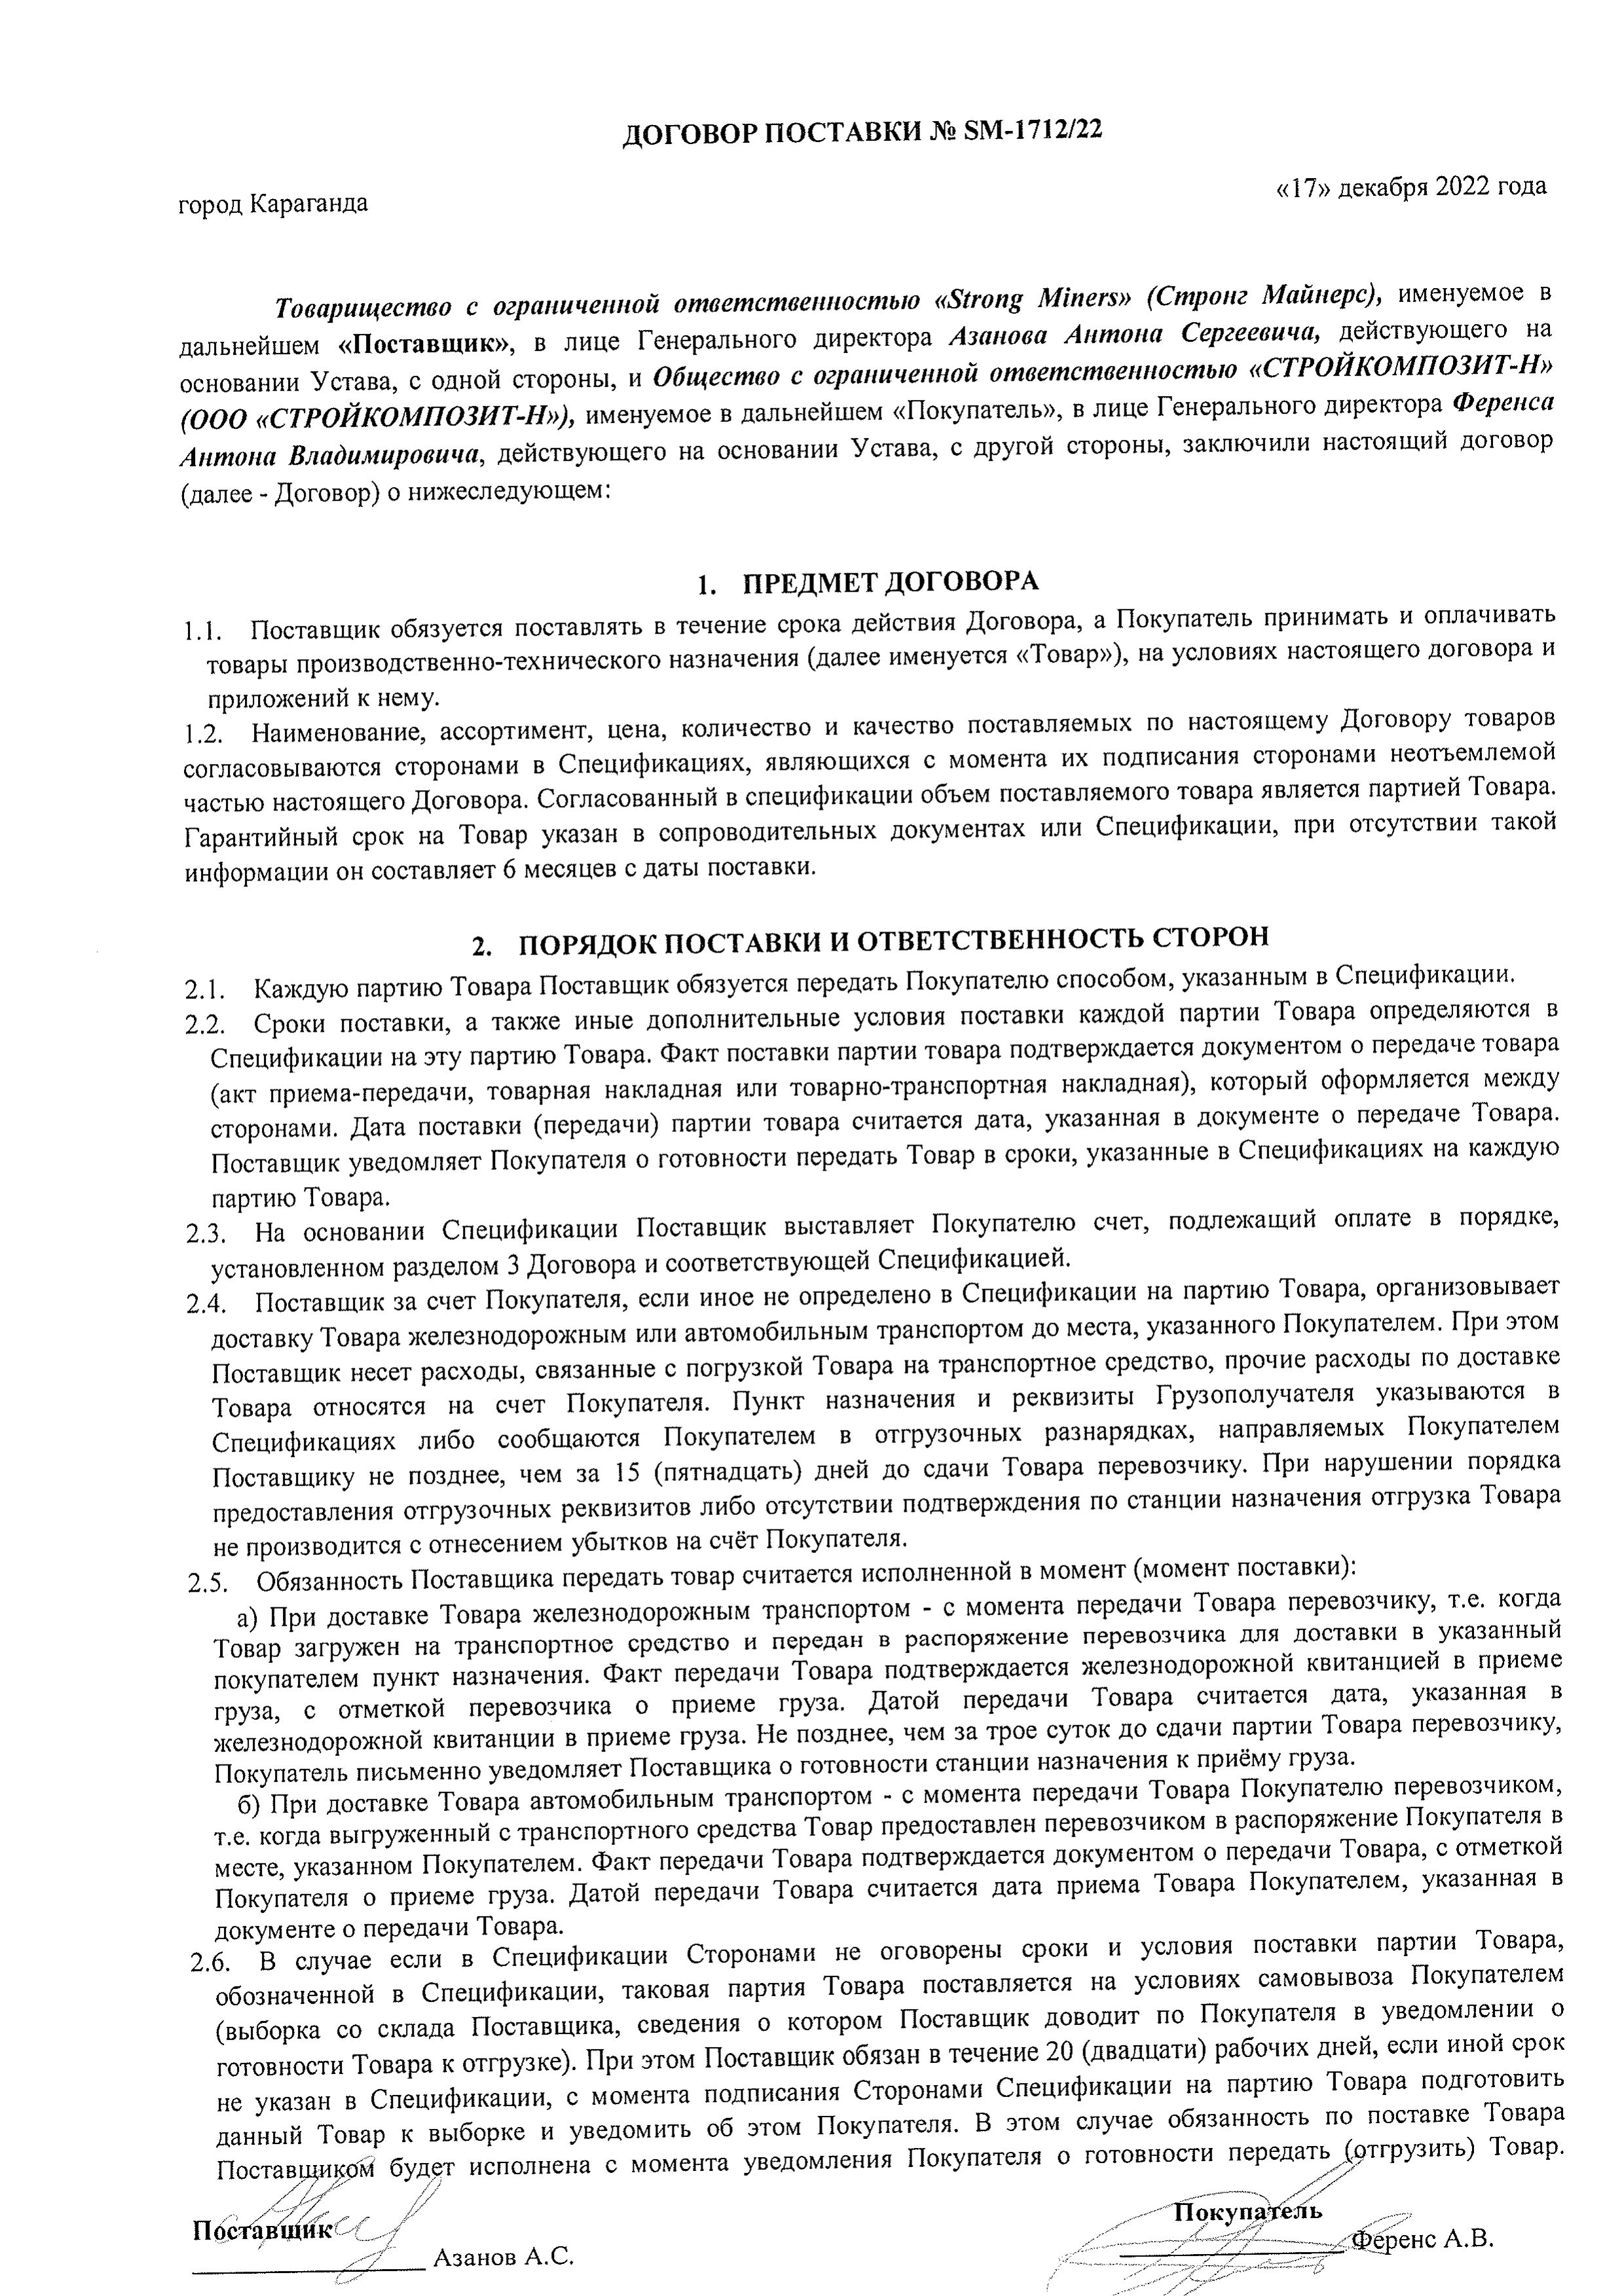 ДОГОВОР ПОСТАВКИ № SM-1712/22
город Караганда
«17» декабря 2022 года
Товарищество с ограниченной ответственностью «Strong Miners» (Стронг Майнерс), именуемое в
дальнейшем «Поставщик», в лице Генерального директора Азанова Антона Сергеевича, действующего на
основании Устава, с одной стороны, и Общество с ограниченной ответственностью «СТРОЙКОМПОЗИТ-Н»
(ООО «СТРОЙКОМПОЗИТ-Н»), именуемое в дальнейшем «Покупатель», в лице Генерального директора Ференса
Антона Владимировича, действующего на основании Устава, с другой стороны, заключили настоящий договор
(далее - Договор) о нижеследующем:
1. ПРЕДМЕТ ДОГОВОРА
1.1. Поставщик обязуется поставлять в течение срока действия Договора, а Покупатель принимать и оплачивать
товары производственно-технического назначения (далее именуется «Товар»), на условиях настоящего договора и
приложений к нему.
1.2. Наименование, ассортимент, цена, количество и качество поставляемых по настоящему Договору товаров
согласовываются сторонами в Спецификациях, являющихся с момента их подписания сторонами неотъемлемой
частью настоящего Договора. Согласованный в спецификации объем поставляемого товара является партией Товара.
Гарантийный срок на Товар указан в сопроводительных документах или Спецификации, при отсутствии такой
информации он составляет 6 месяцев с даты поставки.
2. ПОРЯДОК ПОСТАВКИ И ОТВЕТСТВЕННОСТЬ СТОРОН
2.1. Каждую партию Товара Поставщик обязуется передать Покупателю способом, указанным в Спецификации.
2.2. Сроки поставки, а также иные дополнительные условия поставки каждой партии Товара определяются в
Спецификации на эту партию Товара. Факт поставки партии товара подтверждается документом о передаче товара
(акт приема-передачи, товарная накладная или товарно-транспортная накладная), который оформляется между
сторонами. Дата поставки (передачи) партии товара считается дата, указанная в документе о передаче Товара.
Поставщик уведомляет Покупателя о готовности передать Товар в сроки, указанные в Спецификациях на каждую
партию Товара.
2.3. На основании Спецификации Поставщик выставляет Покупателю счет, подлежащий оплате в порядке,
установленном разделом 3 Договора и соответствующей Спецификацией.
2.4. Поставщик за счет Покупателя, если иное не определено в Спецификации на партию Товара, организовывает
доставку Товара железнодорожным или автомобильным транспортом до места, указанного Покупателем. При этом
Поставщик несет расходы, связанные с погрузкой Товара на транспортное средство, прочие расходы по доставке
Товара относятся на счет Покупателя. Пункт назначения и реквизиты Грузополучателя указываются в
Спецификациях либо сообщаются Покупателем в отгрузочных разнарядках, направляемых Покупателем
Поставщику не позднее, чем за 15 (пятнадцать) дней до сдачи Товара перевозчику. При нарушении порядка
предоставления отгрузочных реквизитов либо отсутствии подтверждения по станции назначения отгрузка Товара
не производится с отнесением убытков на счёт Покупателя.
2.5. Обязанность Поставщика передать товар считается исполненной в момент (момент поставки):
а) При доставке Товара железнодорожным транспортом - с момента передачи Товара перевозчику, т.е. когда
Товар загружен на транспортное средство и передан в распоряжение перевозчика для доставки в указанный
покупателем пункт назначения. Факт передачи Товара подтверждается железнодорожной квитанцией в приеме
груза, с отметкой перевозчика о приеме груза. Датой передачи Товара считается дата, указанная в
железнодорожной квитанции в приеме груза. Не позднее, чем за трое суток до сдачи партии Товара перевозчику,
Покупатель письменно уведомляет Поставщика о готовности станции назначения к приёму груза.
б) При доставке Товара автомобильным транспортом - с момента передачи Товара Покупателю перевозчиком,
т.е. когда выгруженный с транспортного средства Товар предоставлен перевозчиком в распоряжение Покупателя в
месте, указанном Покупателем. Факт передачи Товара подтверждается документом о передачи Товара, с отметкой
Покупателя о приеме груза. Датой передачи Товара считается дата приема Товара Покупателем, указанная в
документе о передачи Товара.
2.6. В случае если в Спецификации Сторонами не оговорены сроки и условия поставки партии Товара,
обозначенной в Спецификации, таковая партия Товара поставляется на условиях самовывоза Покупателем
(выборка со склада Поставщика, сведения о котором Поставщик доводит по Покупателя в уведомлении о
готовности Товара к отгрузке). При этом Поставщик обязан в течение 20 (двадцати) рабочих дней, если иной срок
не указан в Спецификации, с момента подписания Сторонами Спецификации на партию Товара подготовить
данный Товар к выборке и уведомить об этом Покупателя. В этом случае обязанность по поставке Товара
Поставщиком будет исполнена с момента уведомления Покупателя о готовности передать (отгрузить) Товар.
Поставщик
Азанов А.С.
Покупатель
Ференс А.В.